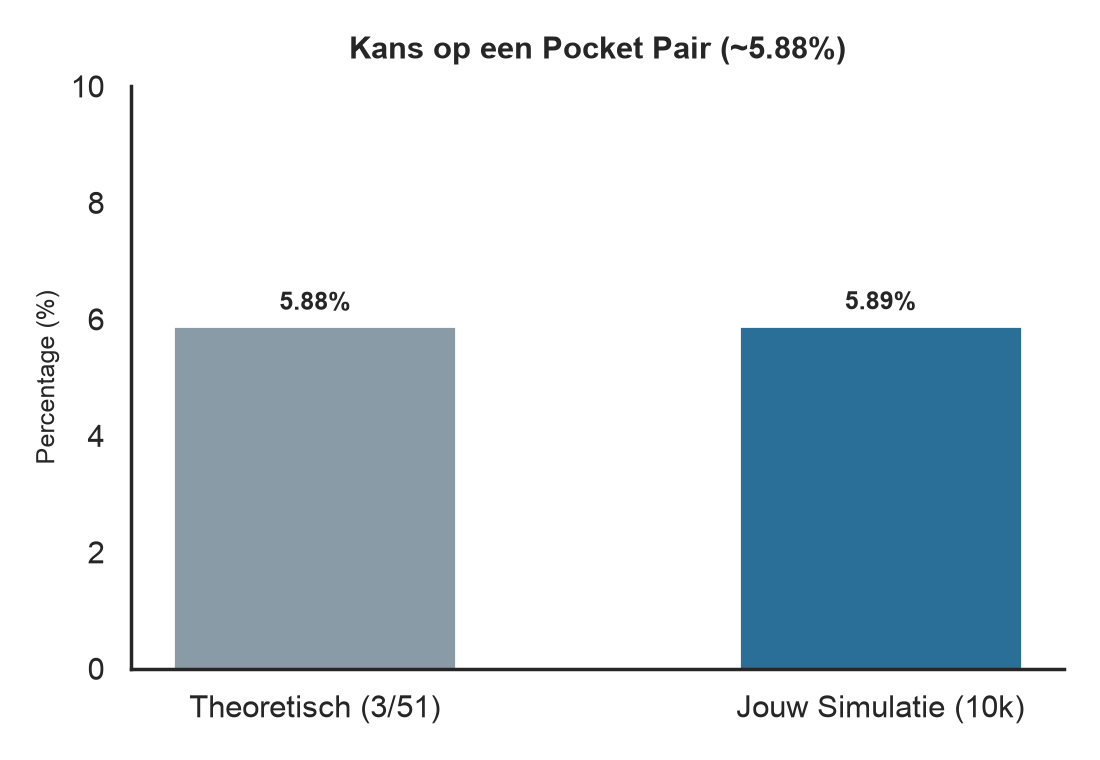 Kans op een Pocket Pair (~5.88%)
10
8
6
4
2
0
Percentage (%)
5.88%
5.89%
Theoretisch (3/51)
Jouw Simulatie (10k)